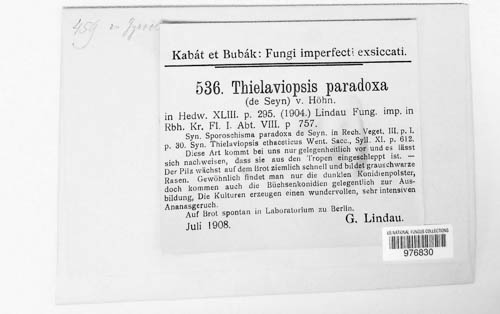 459
Kabát et Bubák: Fungi imperfecti exsiccati.
536. Thielaviopsis paradoxa
(de Seyn) v. Höhn.
in Hedw. XLIII. p. 295. (1904.) Lindau Fung. imp. in
Rbh. Kr. Fl. I. Abt. VIII. p 757.
Syn. Sporoschisma paradoxa de Seyn. in Rech. Veget. III. p. I.
p. 30. Syn. Thielaviopsis ethaceticus Went. Sacc., Syll. XI. p. 612.
Diese Art kommt bei uns nur gelegenheitlich vor und es lässt
sich nachweisen, dass sie aus den Tropen eingeschleppt ist. —
Der Pilz wächst auf dem Brot ziemlich schnell und bildet grauschwarze
Rasen. Gewöhnlich findet man nur die dunklen Konidienpolster,
doch kommen auch die Büchsenkonidien gelegentlich zur Aus-
bildung, Die Kulturen erzeugen einen wundervollen, sehr intensiven
Ananasgeruch.
Auf Brot spontan in Laboratorium zu Berlin.
Juli 1908. G. Lindau.
US NATIONAL FUNGUS COLLECTIONS
976830